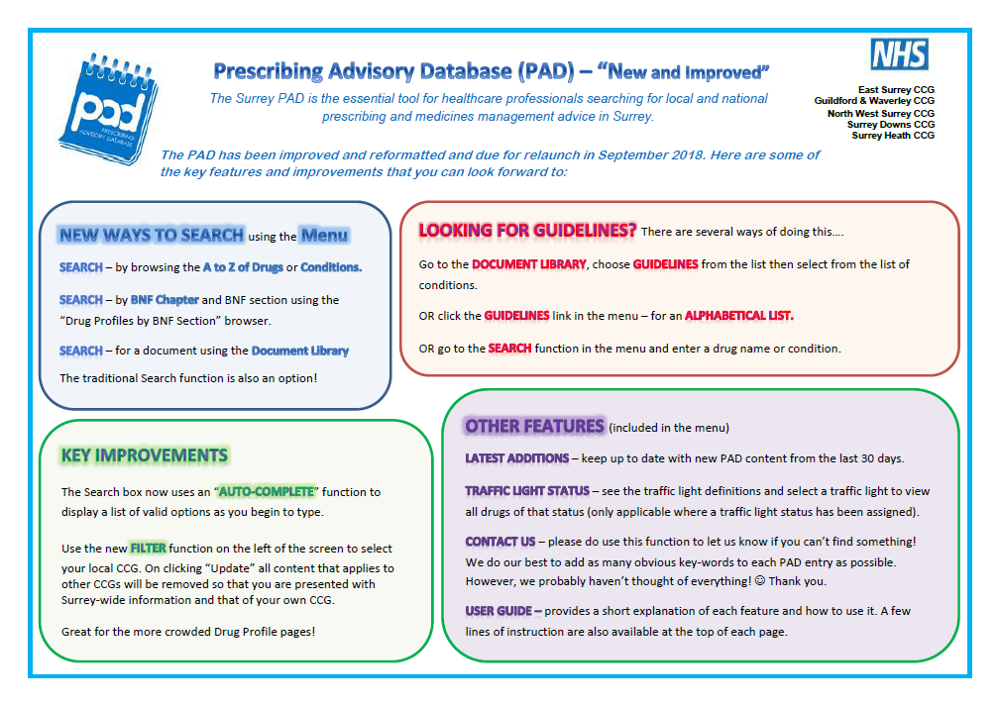 pad
PRESCRIBING
ADVISORY DATABASE
Prescribing Advisory Database (PAD) – “New and Improved”
The Surrey PAD is the essential tool for healthcare professionals searching for local and national
prescribing and medicines management advice in Surrey.
NHS
East Surrey CCG
Guildford & Waverley CCG
North West Surrey CCG
Surrey Downs CCG
Surrey Heath CCG
The PAD has been improved and reformatted and due for relaunch in September 2018. Here are some of
the key features and improvements that you can look forward to:
NEW WAYS TO SEARCH using the Menu
SEARCH – by browsing the A to Z of Drugs or Conditions.
SEARCH – by BNF Chapter and BNF section using the
“Drug Profiles by BNF Section” browser.
SEARCH – for a document using the Document Library
The traditional Search function is also an option!
LOOKING FOR GUIDELINES? There are several ways of doing this….
Go to the DOCUMENT LIBRARY, choose GUIDELINES from the list then select from the list of
conditions.
OR click the GUIDELINES link in the menu – for an ALPHABETICAL LIST.
OR go to the SEARCH function in the menu and enter a drug name or condition.
KEY IMPROVEMENTS
The Search box now uses an “AUTO-COMPLETE” function to
display a list of valid options as you begin to type.
Use the new FILTER function on the left of the screen to select
your local CCG. On clicking “Update” all content that applies to
other CCGs will be removed so that you are presented with
Surrey-wide information and that of your own CCG.
Great for the more crowded Drug Profile pages!
OTHER FEATURES (included in the menu)
LATEST ADDITIONS – keep up to date with new PAD content from the last 30 days.
TRAFFIC LIGHT STATUS – see the traffic light definitions and select a traffic light to view
all drugs of that status (only applicable where a traffic light status has been assigned).
CONTACT US – please do use this function to let us know if you can’t find something!
We do our best to add as many obvious key-words to each PAD entry as possible.
However, we probably haven’t thought of everything! ☺ Thank you.
USER GUIDE – provides a short explanation of each feature and how to use it. A few
lines of instruction are also available at the top of each page.